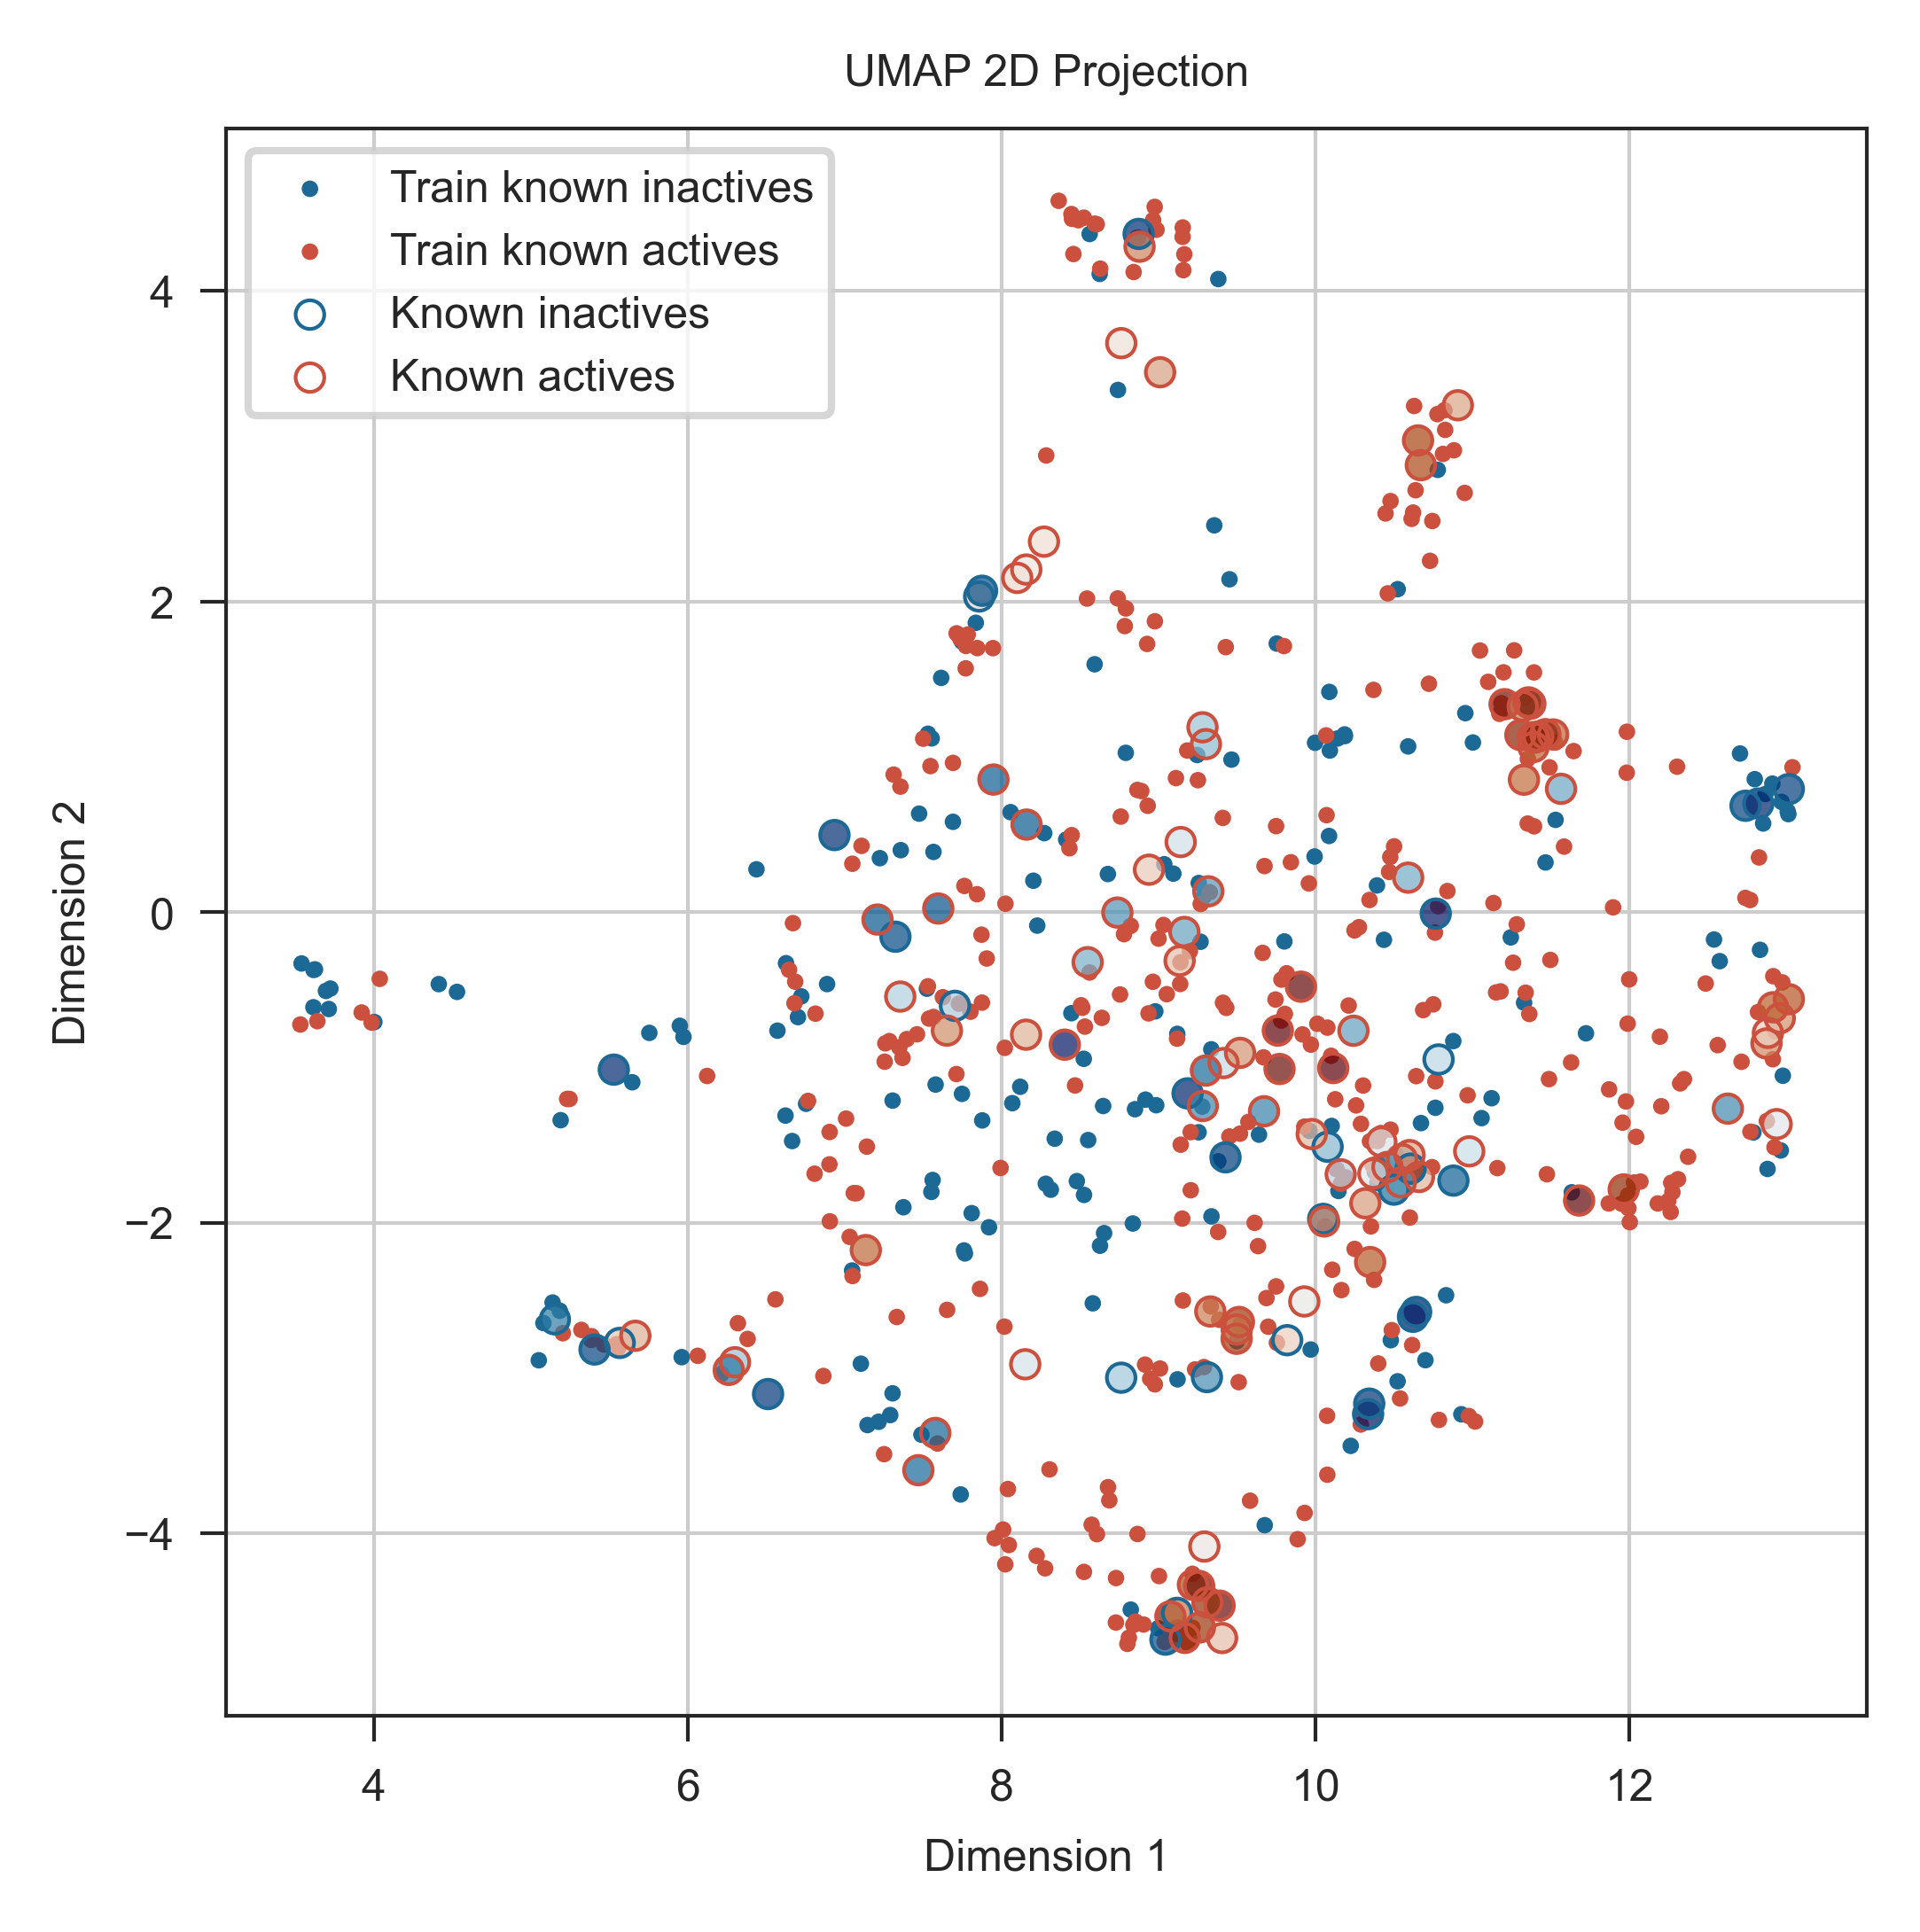 UMAP 2D Projection
Train known inactives
Train known actives
Known inactives
Known actives
4
2
0
−2
−4
Dimension 2
4 6 8 10 12
Dimension 1